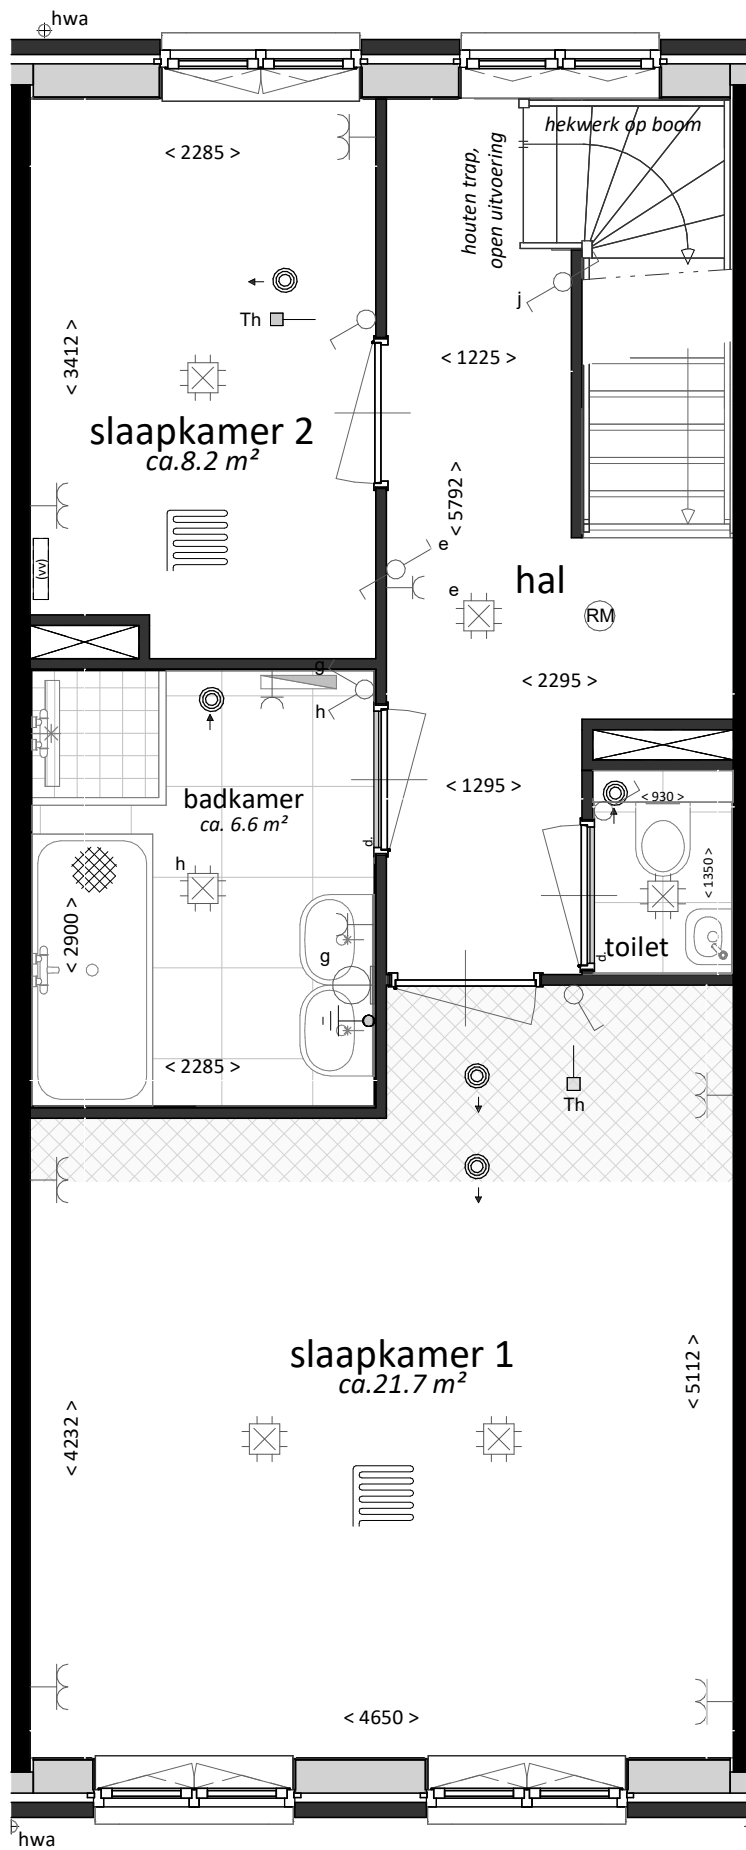 hwa
hekwerk op boom
houten trap,
open uitvoering
< 2285 >
Th
j
< 3412 >
< 1225 >
slaapkamer 2
ca.8.2 m²
< 5792 >
(vv)
e
e
hal
RM
< 2295 >
g
h
badkamer
ca. 6.6 m²
< 1295 >
< 930 >
d.
h
< 1350 >
< 2900 >
g
toilet
d.
< 2285 >
Th
slaapkamer 1
ca.21.7 m²
< 5112 >
< 4232 >
< 4650 >
hwa